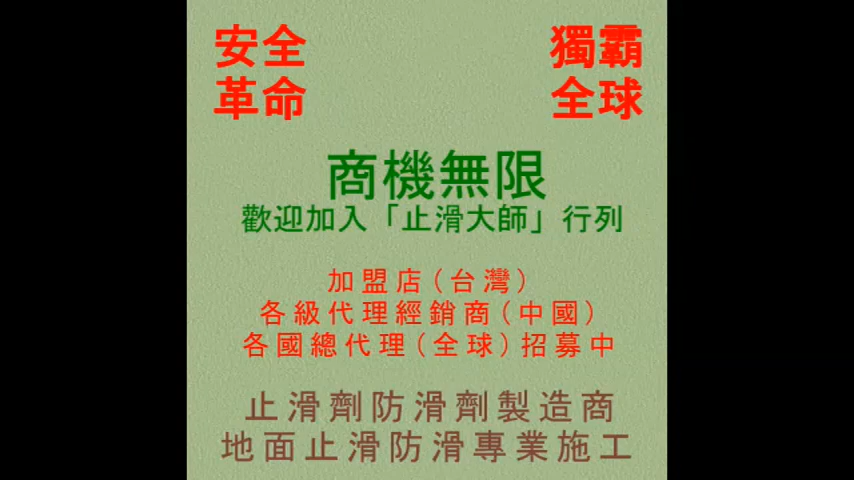 安全 獨霸
革命 全球
商機無限
歡迎加入「止滑大師」行列
加盟店(台灣)
各級代理經銷商(中國)
各國總代理(全球)招募中
止滑劑防滑劑製造商
地面止滑防滑專業施工